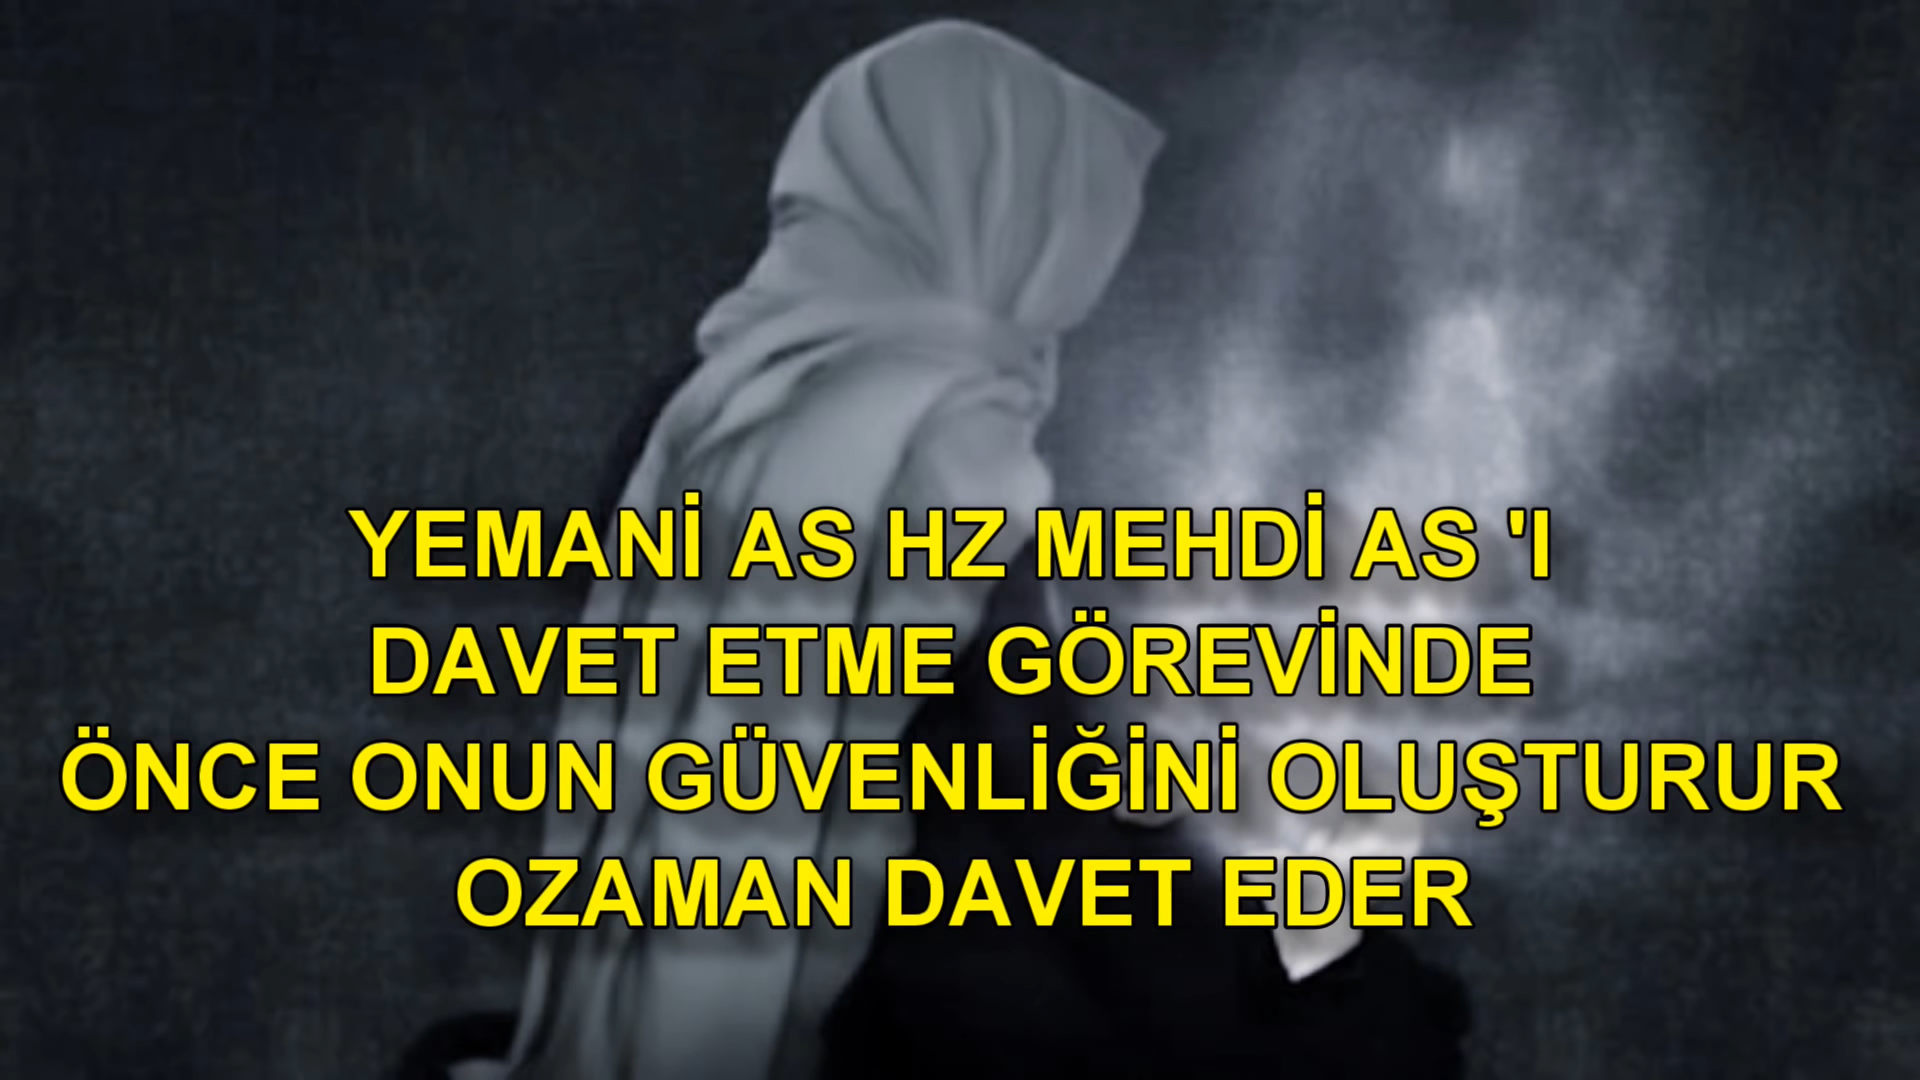 YEMANİ AS HZ MEHDİ AS 'I
DAVET ETME GÖREVİNDE
ÖNCE ONUN GÜVENLİĞİNİ OLUŞTURUR
OZAMAN DAVET EDER